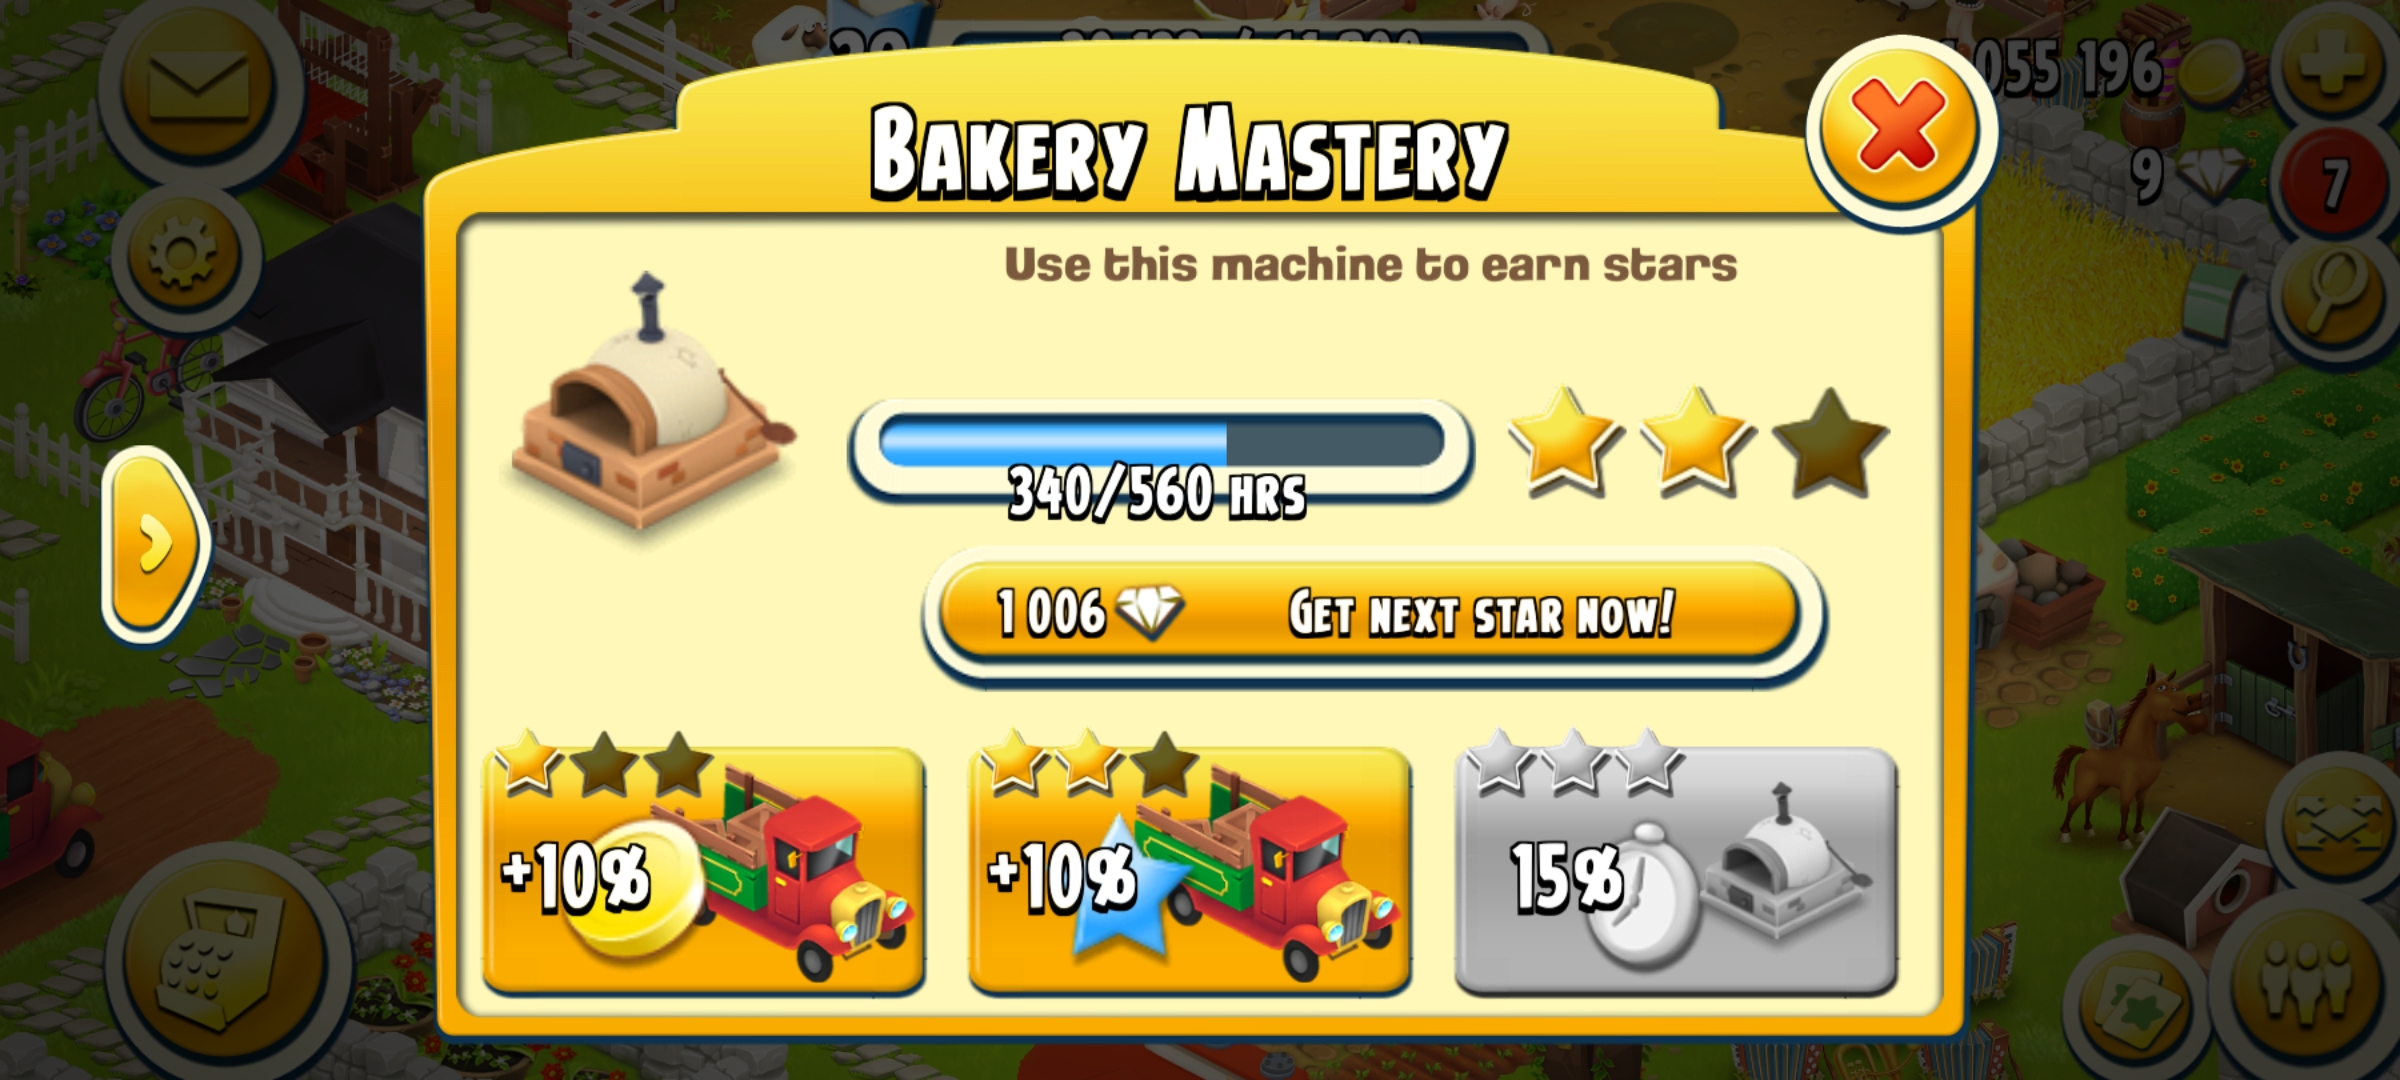 BAKERY MASTERY
055 196
9
7
Use this machine to earn stars
340/560 HRS
1 006 GET NEXT STAR NOW!
+10%
+10%
15%